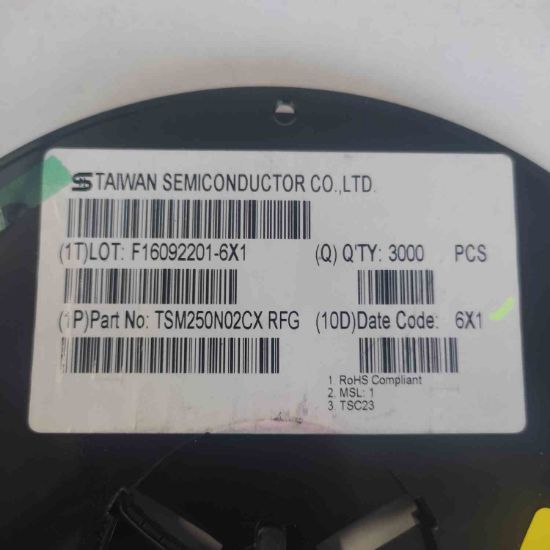 TAIWAN SEMICONDUCTOR CO.,LTD.
(1T)LOT: F16092201-6X1 (Q) Q'TY: 3000 PCS
(1P)Part No: TSM250N02CX RFG (10D)Date Code: 6X1
1. RoHS Compliant
2. MSL: 1
3. TSC23